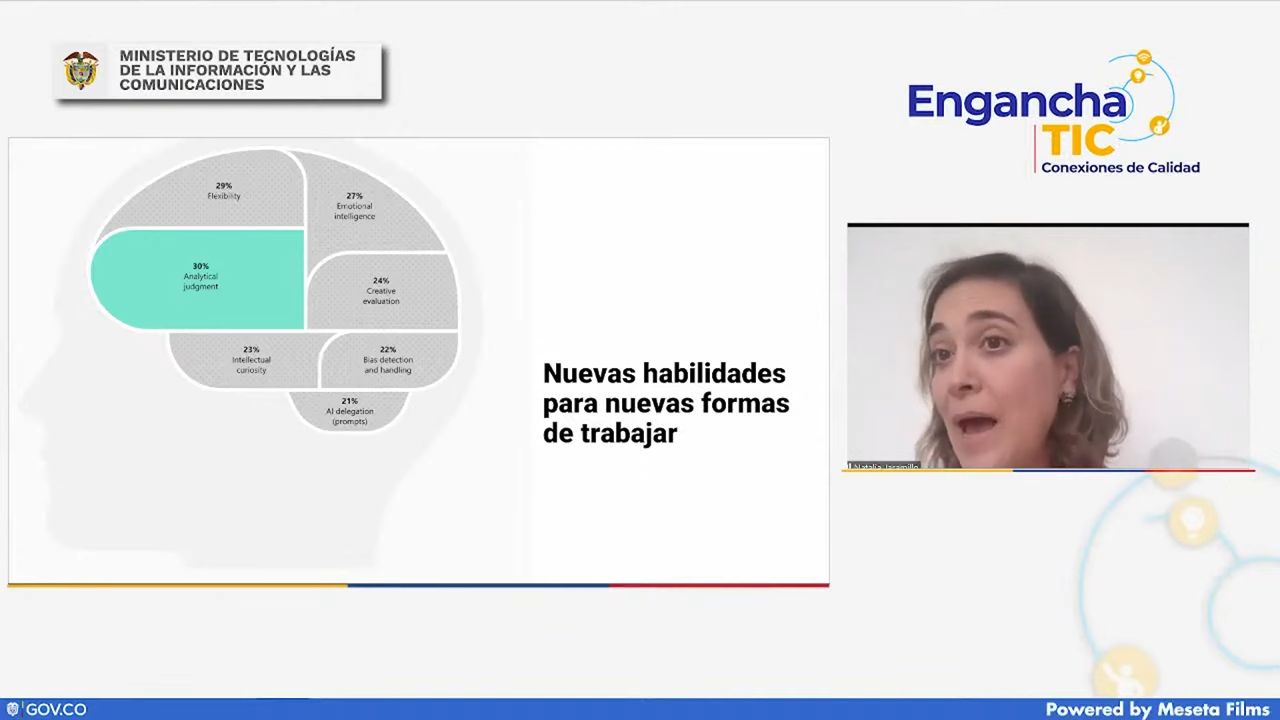 MINISTERIO DE TECNOLOGÍAS
DE LA INFORMACIÓN Y LAS
COMUNICACIONES
Engancha
TIC
Conexiones de Calidad
29%
Flexibility
27%
Emotional
intelligence
30%
Analytical
judgment
24%
Creative
evaluation
23%
Intellectual
curiosity
22%
Bias detection
and handling
21%
AI delegation
(prompts)
Nuevas habilidades
para nuevas formas
de trabajar
Natalia Jaramillo
GOV.CO
Powered by Meseta Films